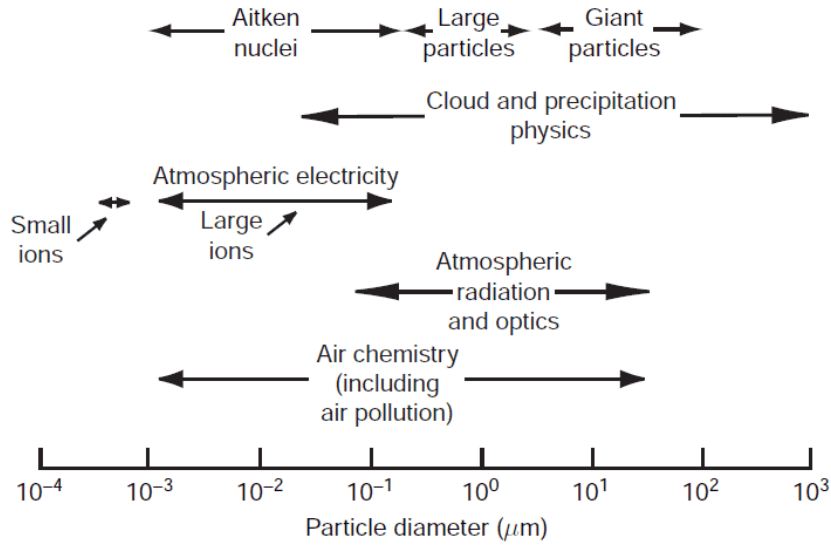 Aitken
nuclei
Large
particles
Giant
particles
Cloud and precipitation
physics
Atmospheric electricity
Small
ions
Large
ions
Atmospheric
radiation
and optics
Air chemistry
(including
air pollution)
10⁻⁴ 10⁻³ 10⁻² 10⁻¹ 10⁰ 10¹ 10² 10³
Particle diameter (μm)